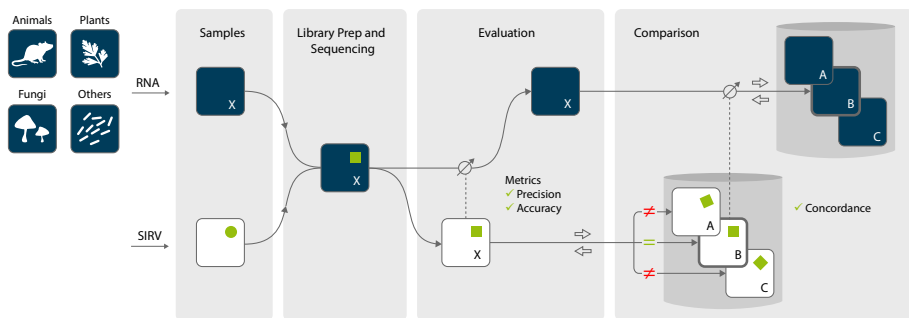 Animals
Plants
Fungi
Others
RNA
SIRV
Samples
X
Library Prep and
Sequencing
X
Evaluation
X
Metrics
✓ Precision
✓ Accuracy
X
Comparison
A
B
C
≠
=
≠
A
B
C
✓ Concordance